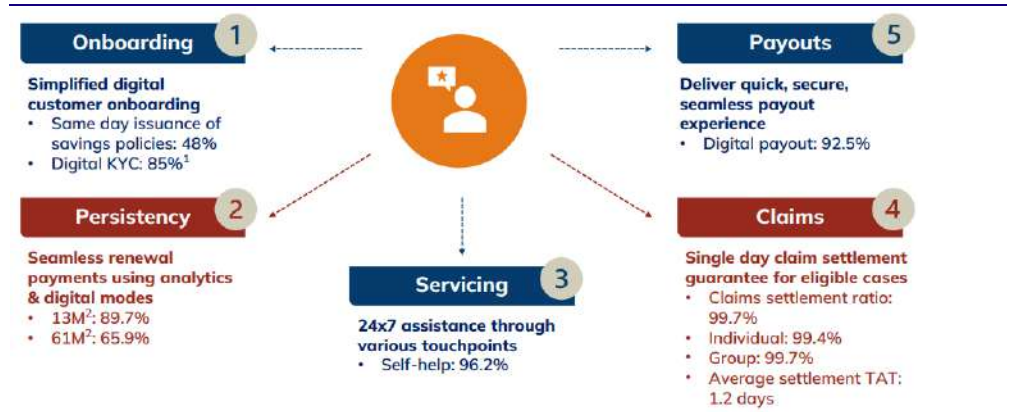 Onboarding 1
Simplified digital
customer onboarding
• Same day issuance of
savings policies: 48%
• Digital KYC: 85%¹
Persistency 2
Seamless renewal
payments using analytics
& digital modes
• 13M²: 89.7%
• 61M²: 65.9%
Servicing 3
24x7 assistance through
various touchpoints
• Self-help: 96.2%
Claims 4
Single day claim settlement
guarantee for eligible cases
• Claims settlement ratio:
99.7%
• Individual: 99.4%
• Group: 99.7%
• Average settlement TAT:
1.2 days
Payouts 5
Deliver quick, secure,
seamless payout
experience
• Digital payout: 92.5%